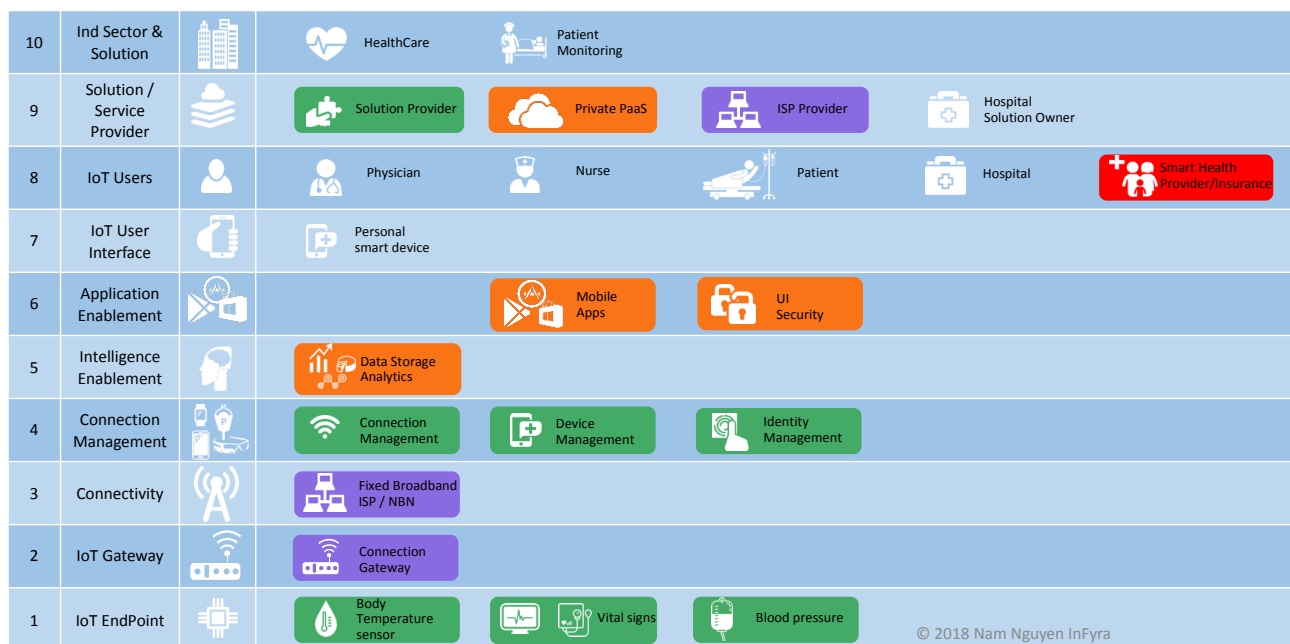 10
Ind Sector &
Solution
HealthCare
Patient
Monitoring
9
Solution /
Service
Provider
Solution Provider
Private PaaS
ISP Provider
Hospital
Solution Owner
8
IoT Users
Physician
Nurse
Patient
Hospital
Smart Health
Provider/Insurance
7
IoT User
Interface
Personal
smart device
6
Application
Enablement
Mobile
Apps
UI
Security
5
Intelligence
Enablement
Data Storage
Analytics
4
Connection
Management
P
Connection
Management
Device
Management
Identity
Management
3
Connectivity
Fixed Broadband
ISP / NBN
2
IoT Gateway
Connection
Gateway
1
IoT EndPoint
Body
Temperature
sensor
Vital signs
Blood pressure
© 2018 Nam Nguyen InFyra